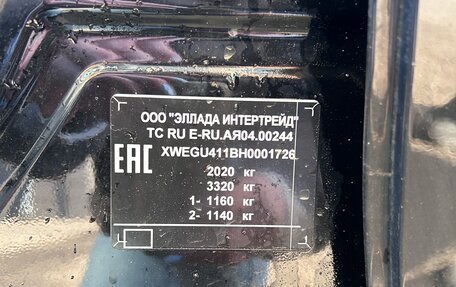 ООО "ЭЛЛАДА ИНТЕРТРЕЙД"
ТС RU E-RU.АЯ04.00244
EAC
XWEGU411BH0001726
2020 кг
3320 кг
1- 1160 кг
2- 1140 кг